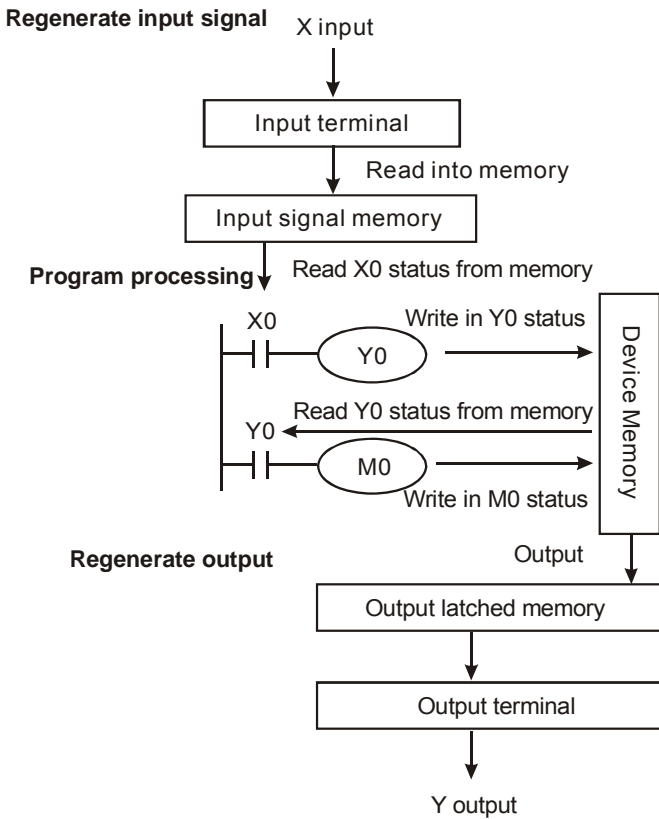 Regenerate input signal
X input
Input terminal
Read into memory
Input signal memory
Program processing
Read X0 status from memory
X0
Write in Y0 status
Y0
Device Memory
Read Y0 status from memory
Y0
M0
Write in M0 status
Regenerate output
Output
Output latched memory
Output terminal
Y output